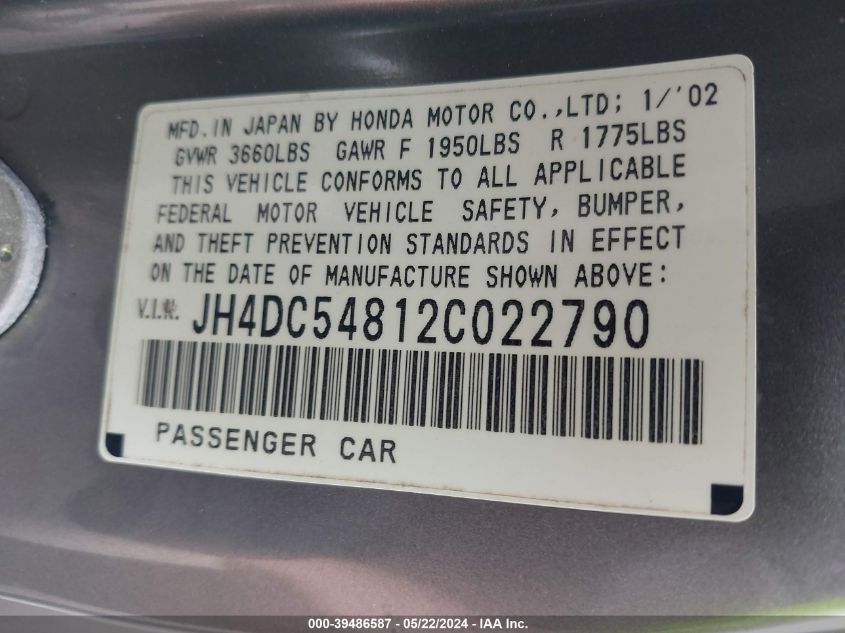 MFD. IN JAPAN BY HONDA MOTOR CO.,LTD; 1/'02
GVWR 3660LBS GAWR F 1950LBS R 1775LBS
THIS VEHICLE CONFORMS TO ALL APPLICABLE
FEDERAL MOTOR VEHICLE SAFETY, BUMPER,
AND THEFT PREVENTION STANDARDS IN EFFECT
ON THE DATE OF MANUFACTURE SHOWN ABOVE:
V.I.N. JH4DC54812C022790
PASSENGER CAR
000-39486587 - 05/22/2024 - IAA Inc.